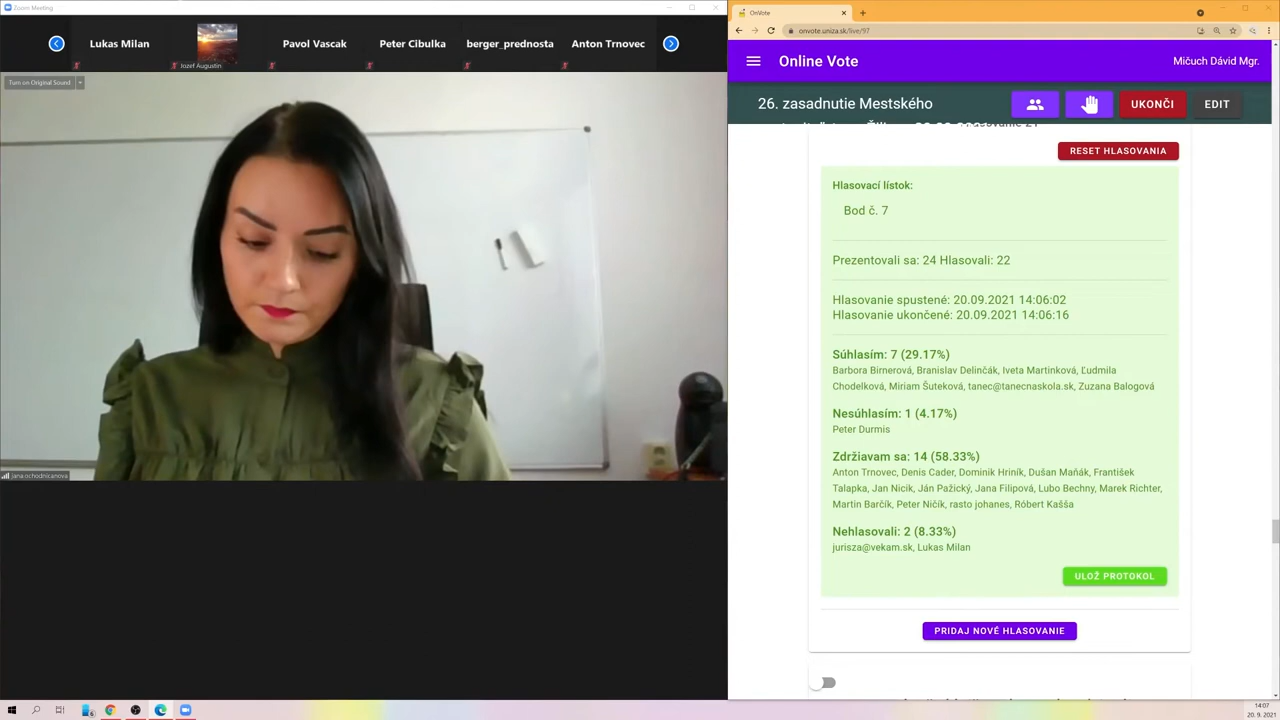 Zoom Meeting
Lukas Milan
Pavol Vascak
Peter Cibulka
berger_prednosta
Anton Trnovec
Jozef Augustin
Turn on Original Sound
OnVote
onvote.uniza.sk/live/97
Online Vote
Mičuch Dávid Mgr.
26. zasadnutie Mestského
UKONČI
EDIT
RESET HLASOVANIA
Hlasovací lístok:
Bod č. 7
Prezentovali sa: 24 Hlasovali: 22
Hlasovanie spustené: 20.09.2021 14:06:02
Hlasovanie ukončené: 20.09.2021 14:06:16
Súhlasím: 7 (29.17%)
Barbora Birnerová, Branislav Delinčák, Iveta Martinková, Ľudmila
Chodelková, Miriam Šuteková, tanec@tanecnaskola.sk, Zuzana Balogová
Nesúhlasím: 1 (4.17%)
Peter Durmis
Zdržiavam sa: 14 (58.33%)
Anton Trnovec, Denis Cader, Dominik Hriník, Dušan Maňák, František
Talapka, Jan Nicik, Ján Pažický, Jana Filipová, Lubo Bechny, Marek Richter,
Martin Barčík, Peter Ničík, rasto johanes, Róbert Kašša
Nehlasovali: 2 (8.33%)
jurisza@vekam.sk, Lukas Milan
ULOŽ PROTOKOL
PRIDAJ NOVÉ HLASOVANIE
14:07
20. 9. 2021